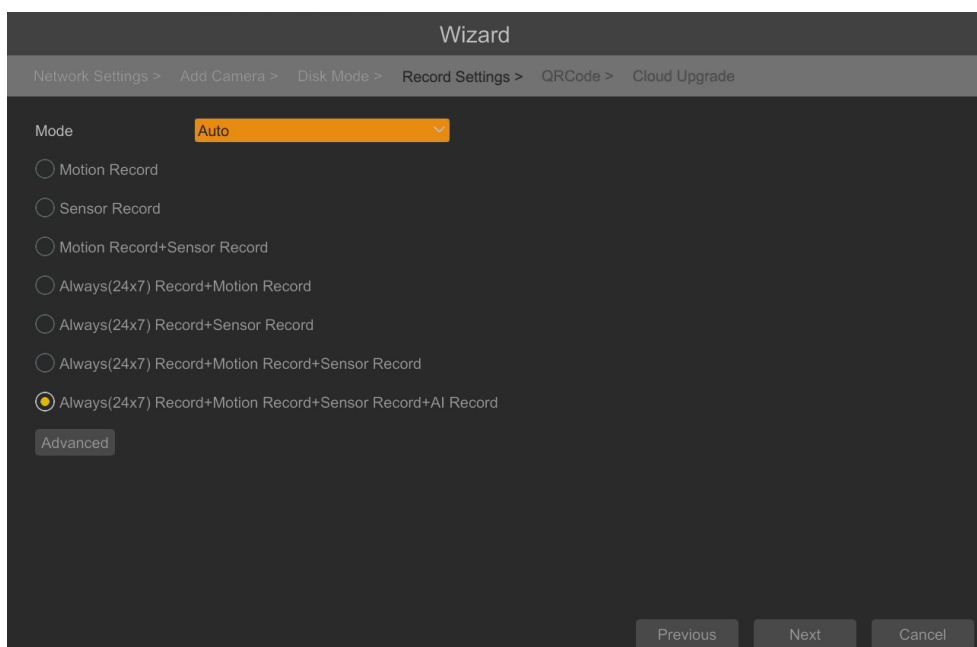 Wizard
Network Settings > Add Camera > Disk Mode > Record Settings > QRCode > Cloud Upgrade
Mode Auto
Motion Record
Sensor Record
Motion Record+Sensor Record
Always(24x7) Record+Motion Record
Always(24x7) Record+Sensor Record
Always(24x7) Record+Motion Record+Sensor Record
Always(24x7) Record+Motion Record+Sensor Record+AI Record
Advanced
Previous Next Cancel